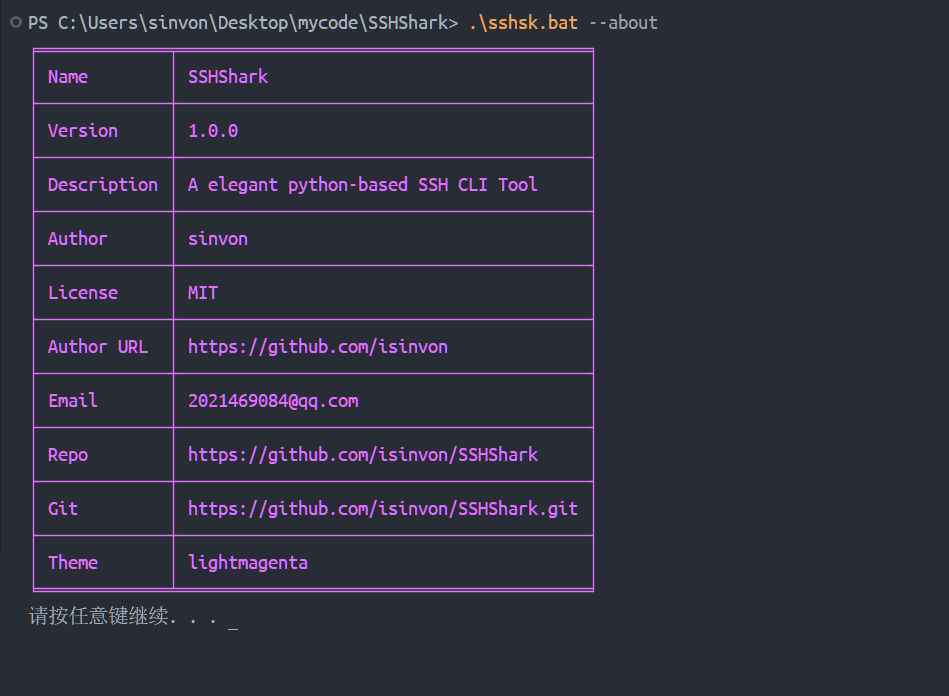 PS C:\Users\sinvon\Desktop\mycode\SSHShark> .\sshsk.bat --about
Name SSHShark
Version 1.0.0
Description A elegant python-based SSH CLI Tool
Author sinvon
License MIT
Author URL https://github.com/isinvon
Email 2021469084@qq.com
Repo https://github.com/isinvon/SSHShark
Git https://github.com/isinvon/SSHShark.git
Theme lightmagenta
请按任意键继续. . . _